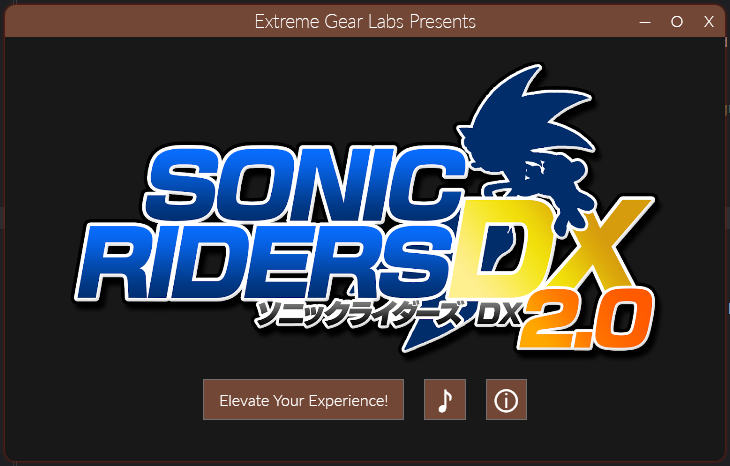 Extreme Gear Labs Presents
SONIC
RIDERS DX
ソニックライダーズ DX 2.0
Elevate Your Experience!